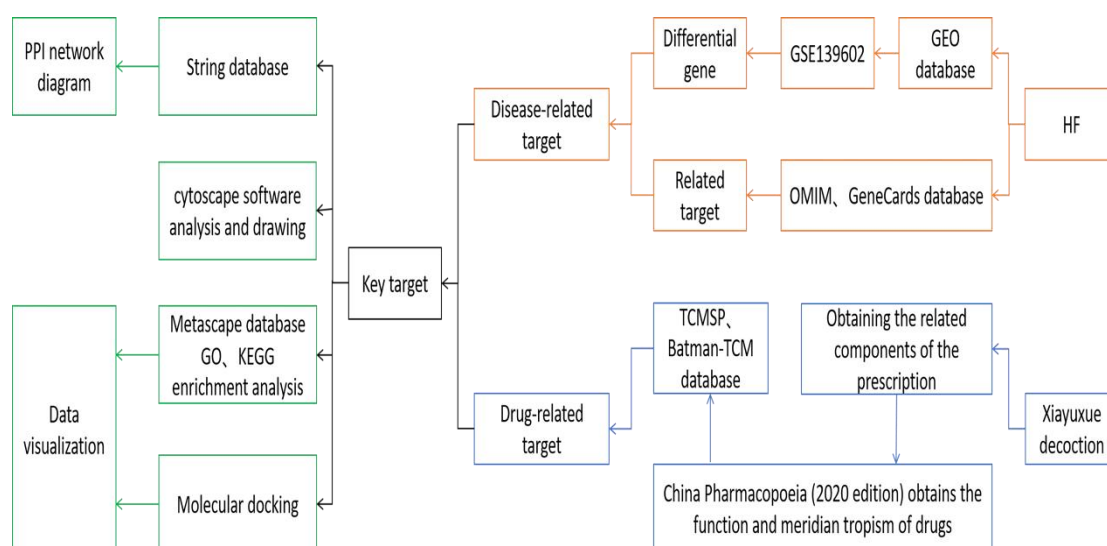 PPI network
diagram
String database
cytoscape software
analysis and drawing
Metascape database
GO、KEGG
enrichment analysis
Data
visualization
Molecular docking
Key target
Disease-related
target
Drug-related
target
Differential
gene
GSE139602
GEO
database
HF
Related
target
OMIM、GeneCards database
TCMSP、
Batman-TCM
database
Obtaining the related
components of the
prescription
Xiayuxue
decoction
China Pharmacopoeia (2020 edition) obtains the
function and meridian tropism of drugs